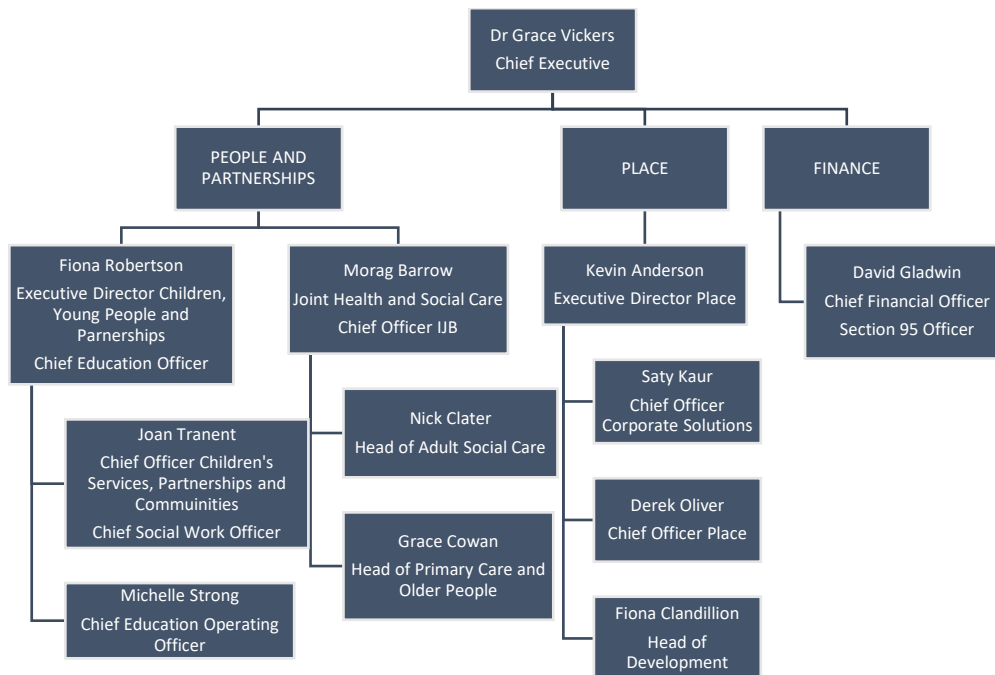 Dr Grace Vickers
Chief Executive
PEOPLE AND
PARTNERSHIPS
PLACE
FINANCE
Fiona Robertson
Executive Director Children,
Young People and
Parnerships
Chief Education Officer
Morag Barrow
Joint Health and Social Care
Chief Officer IJB
Kevin Anderson
Executive Director Place
David Gladwin
Chief Financial Officer
Section 95 Officer
Joan Tranent
Chief Officer Children's
Services, Partnerships and
Commuinities
Chief Social Work Officer
Michelle Strong
Chief Education Operating
Officer
Nick Clater
Head of Adult Social Care
Grace Cowan
Head of Primary Care and
Older People
Saty Kaur
Chief Officer
Corporate Solutions
Derek Oliver
Chief Officer Place
Fiona Clandillion
Head of
Development